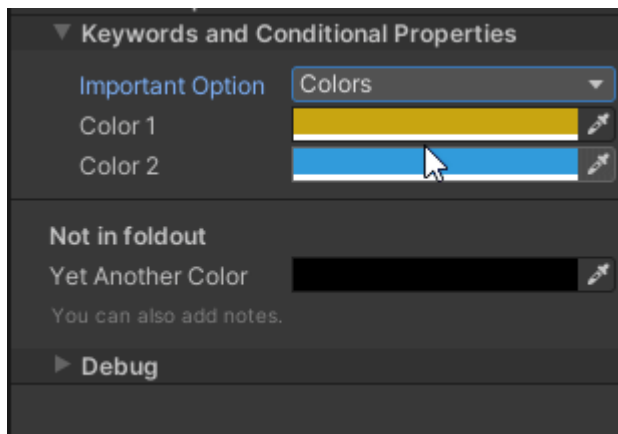 Keywords and Conditional Properties
Important Option Colors
Color 1
Color 2
Not in foldout
Yet Another Color
You can also add notes.
Debug